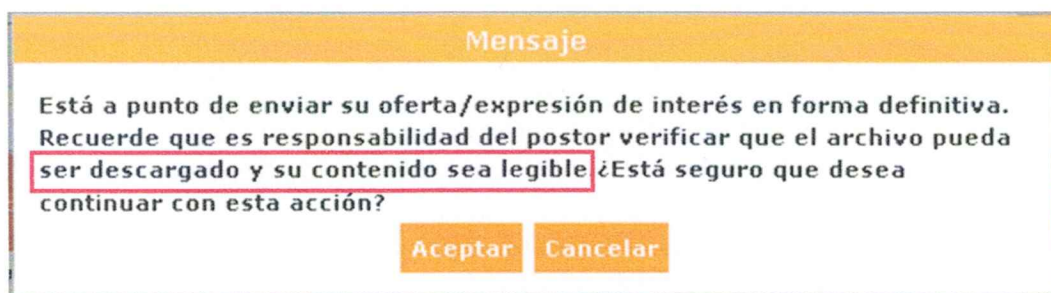 Mensaje
Está a punto de enviar su oferta/expresión de interés en forma definitiva.
Recuerde que es responsabilidad del postor verificar que el archivo pueda
ser descargado y su contenido sea legible ¿Está seguro que desea
continuar con esta acción?
Aceptar Cancelar